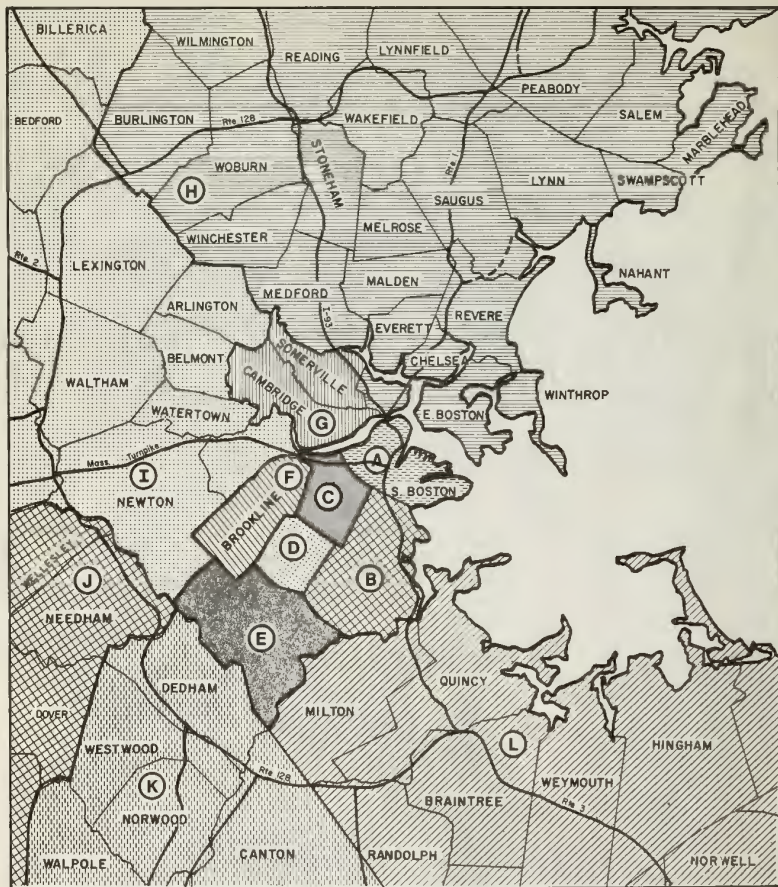 BILLERICA
WILMINGTON
READING
LYNNFIELD
PEABODY
BEDFORD
BURLINGTON
Rte 128
WAKEFIELD
SALEM
MARBLEHEAD
STONEHAM
WOBURN
H
Rte. 1
LYNN
SWAMPSCOTT
SAUGUS
WINCHESTER
MELROSE
Rte 2
LEXINGTON
NAHANT
MALDEN
MEDFORD
ARLINGTON
I-93
REVERE
EVERETT
BELMONT
SOMERVILLE
CHELSEA
WALTHAM
CAMBRIDGE
WINTHROP
WATERTOWN
G
E. BOSTON
Mass. Turnpike
A
I
F
C
S. BOSTON
NEWTON
BROOKLINE
D
WELLESLEY
J
B
NEEDHAM
E
DEDHAM
QUINCY
DOVER
MILTON
WESTWOOD
L
HINGHAM
K
Rte. 128
WEYMOUTH
NORWOOD
BRAINTREE
Rte 3
WALPOLE
CANTON
RANDOLPH
NORWELL